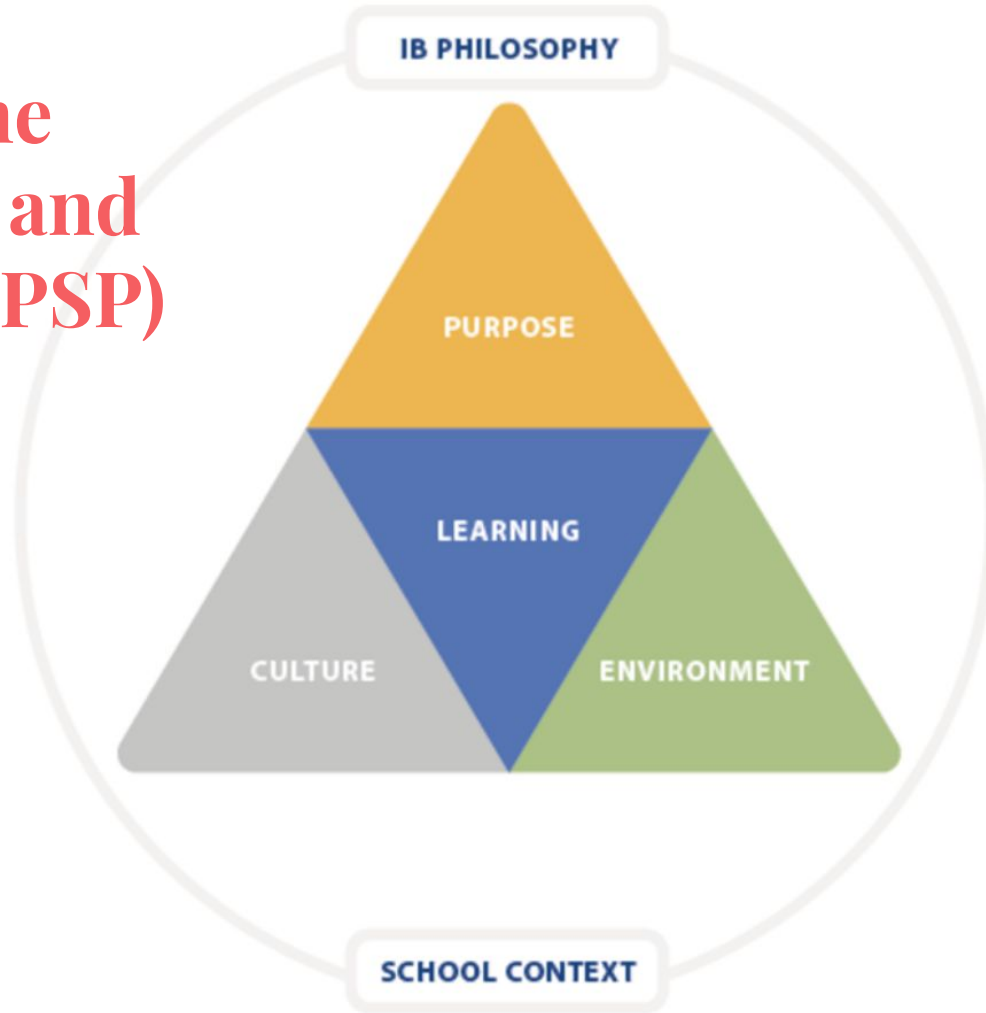 IB PHILOSOPHY
ne
and
PSP)
PURPOSE
LEARNING
CULTURE
ENVIRONMENT
SCHOOL CONTEXT